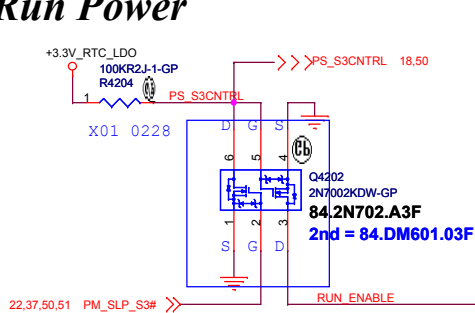 Run Power
+3.3V_RTC_LDO
100KR2J-1-GP
R4204
1
PS_S3CNTRL
PS_S3CNTRL 18,50
X01 0228
D G S
6 5 4
Q4202
2N7002KDW-GP
84.2N702.A3F
2nd = 84.DM601.03F
1 2 3
S G D
22,37,50,51 PM_SLP_S3#
RUN_ENABLE